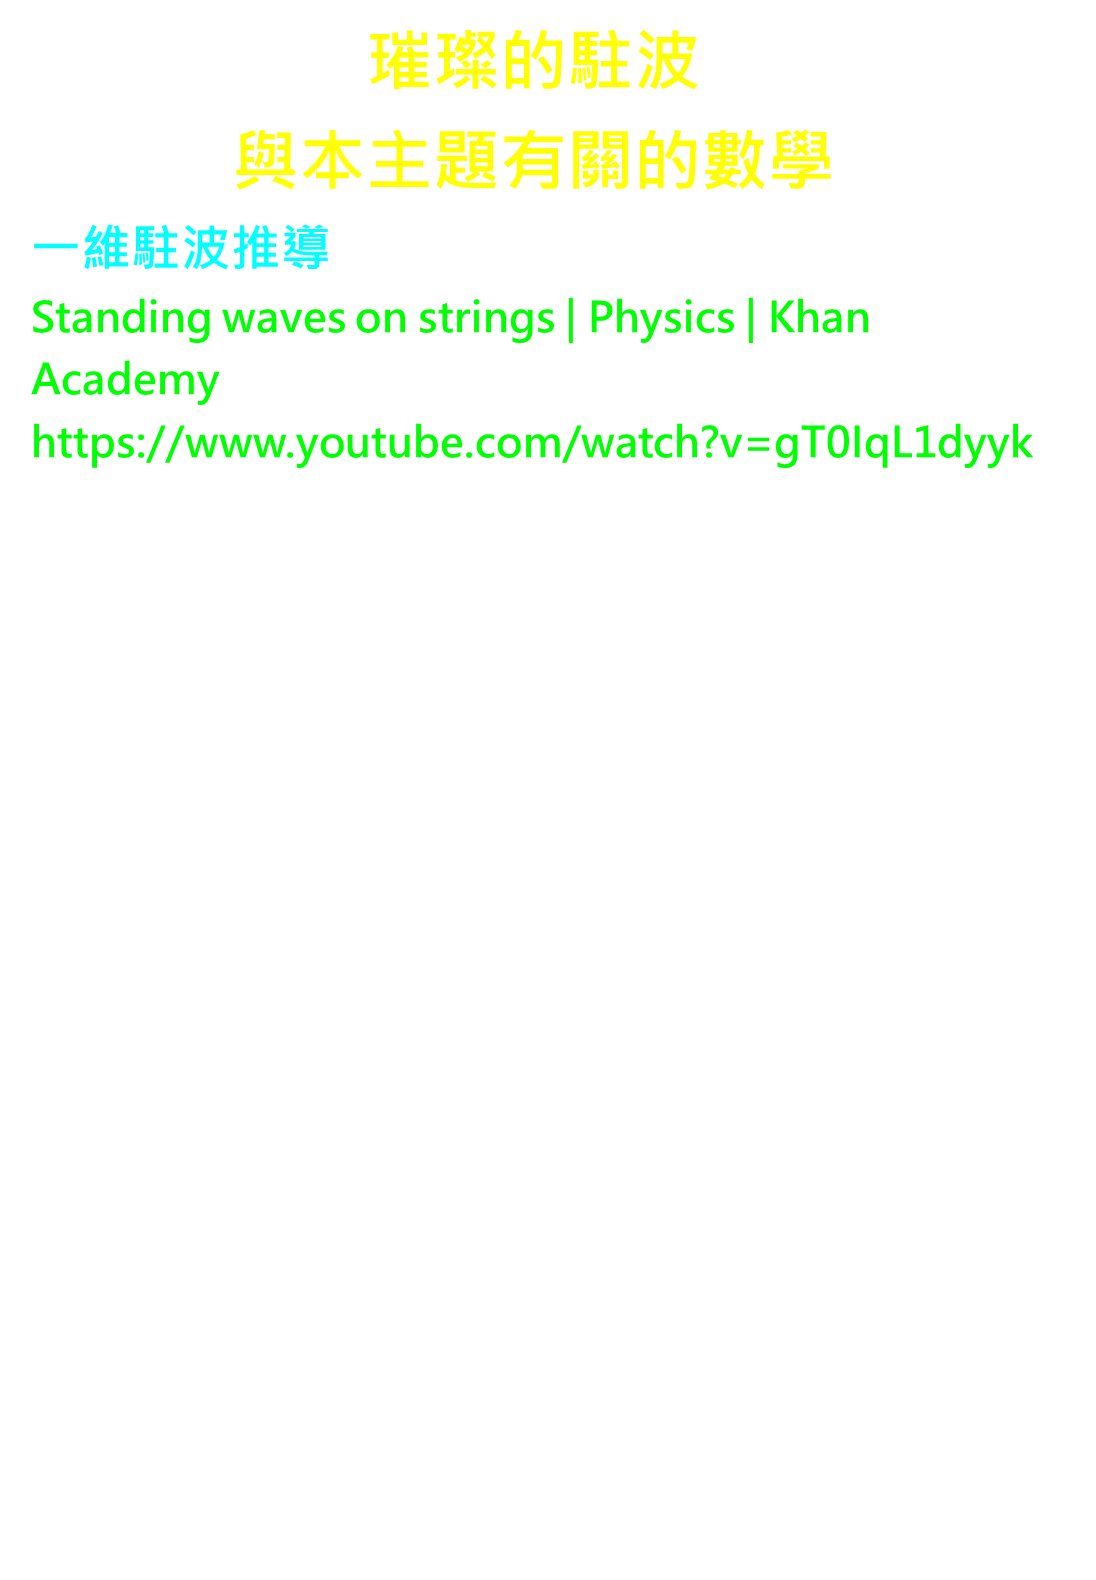 璀璨的駐波
與本主題有關的數學
一維駐波推導
Standing waves on strings | Physics | Khan
Academy
https://www.youtube.com/watch?v=gT0IqL1dyyk